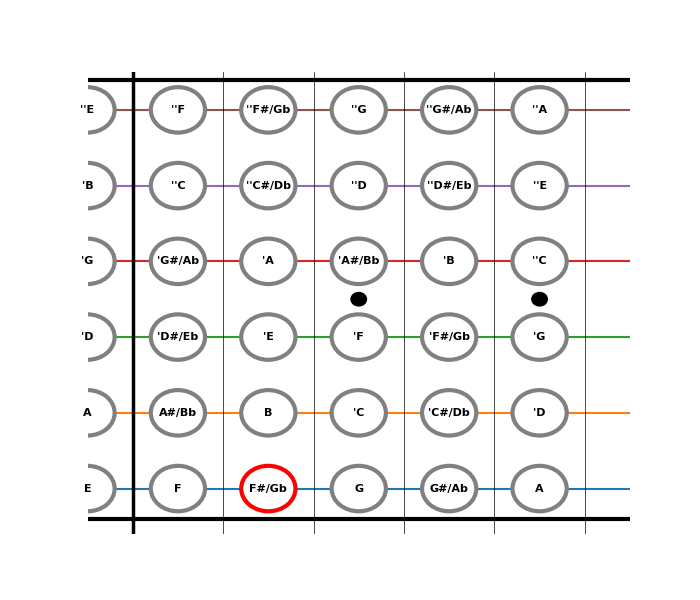 ''E ''F ''F#/Gb ''G ''G#/Ab ''A
'B ''C ''C#/Db ''D ''D#/Eb ''E
'G 'G#/Ab 'A 'A#/Bb 'B ''C
'D 'D#/Eb 'E 'F 'F#/Gb 'G
A A#/Bb B 'C 'C#/Db 'D
E F F#/Gb G G#/Ab A